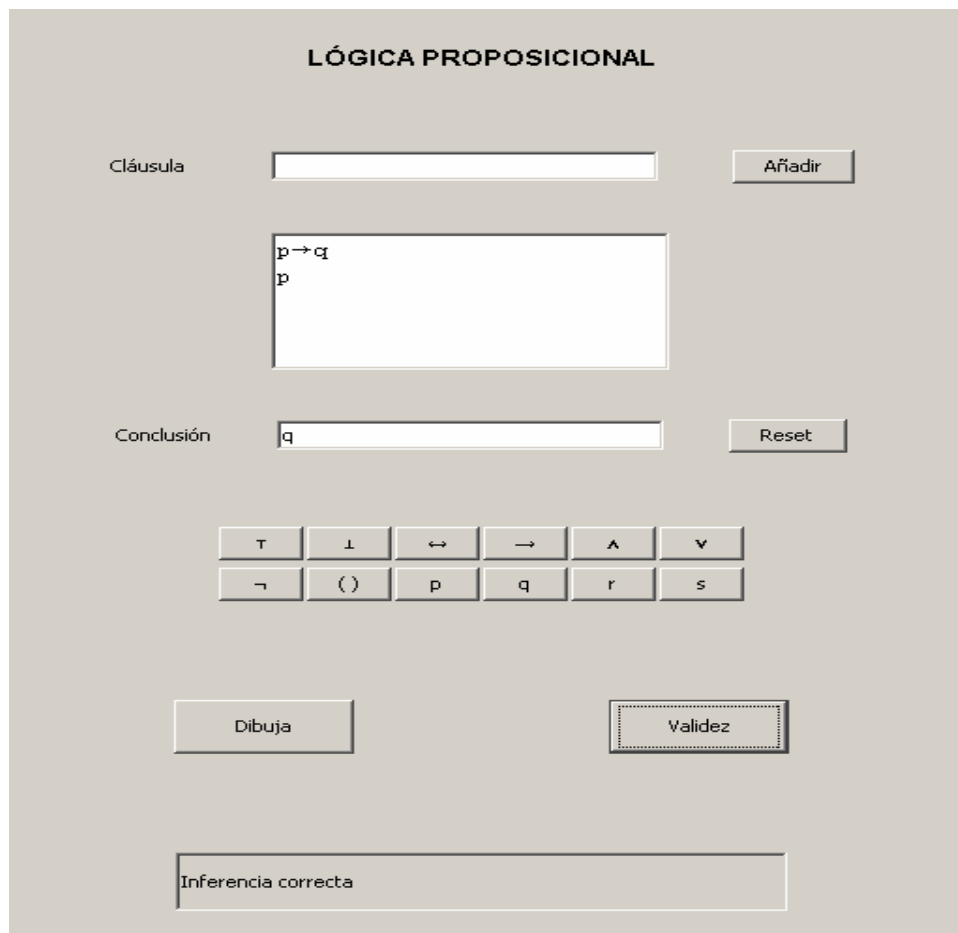 LÓGICA PROPOSICIONAL
Cláusula
Añadir
p→q
p
Conclusión
q
Reset
⊤ ⊥ ↔ → ∧ ∨
¬ () p q r s
Dibuja
Validez
Inferencia correcta